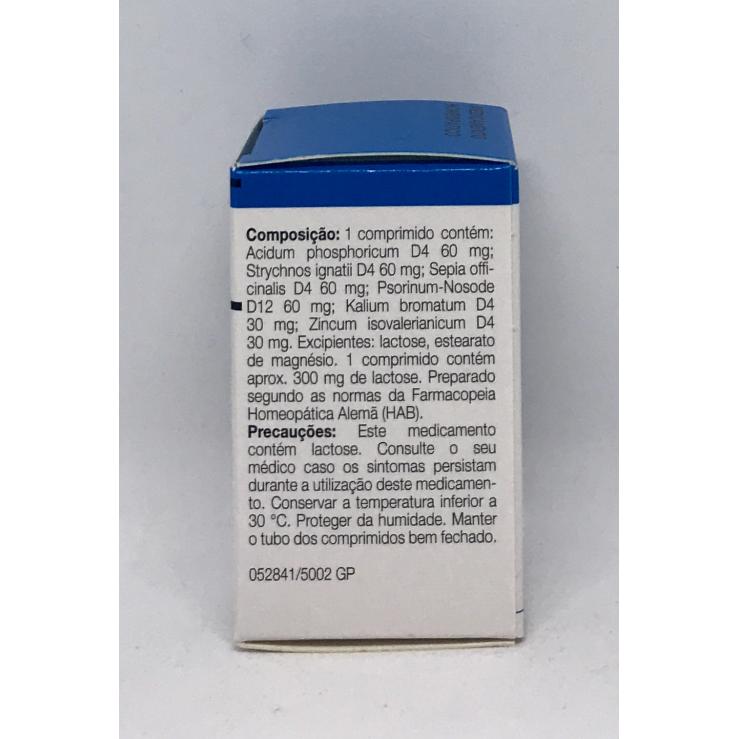 Composição: 1 comprimido contém:
Acidum phosphoricum D4 60 mg;
Strychnos ignatii D4 60 mg; Sepia offi-
cinalis D4 60 mg; Psorinum-Nosode
D12 60 mg; Kalium bromatum D4
30 mg; Zincum isovalerianicum D4
30 mg. Excipientes: lactose, estearato
de magnésio. 1 comprimido contém
aprox. 300 mg de lactose. Preparado
segundo as normas da Farmacopeia
Homeopática Alemã (HAB).
Precauções: Este medicamento
contém lactose. Consulte o seu
médico caso os sintomas persistam
durante a utilização deste medicamen-
to. Conservar a temperatura inferior a
30 °C. Proteger da humidade. Manter
o tubo dos comprimidos bem fechado.
052841/5002 GP